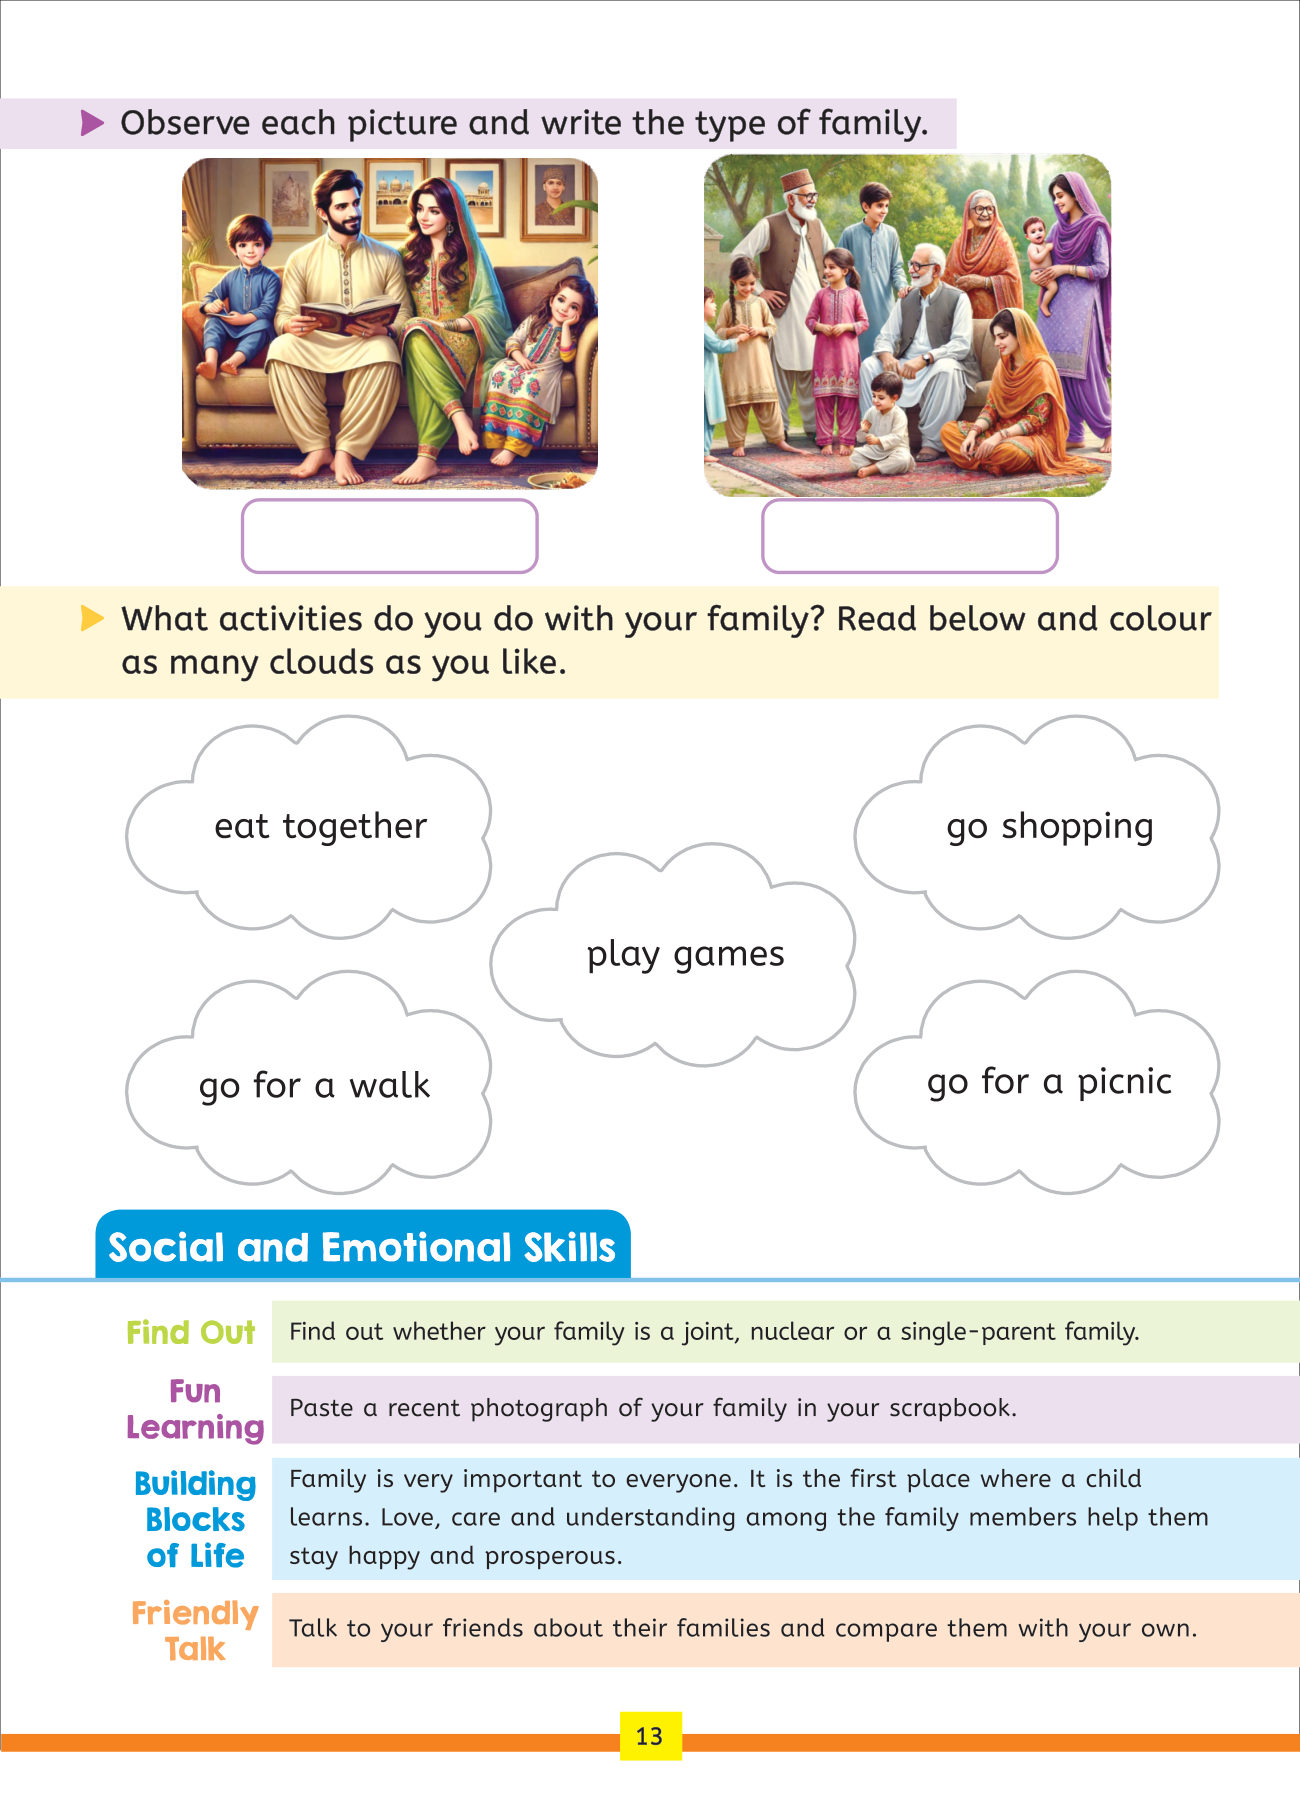 Observe each picture and write the type of family.
What activities do you do with your family? Read below and colour
as many clouds as you like.
eat together
go shopping
play games
go for a walk
go for a picnic
Social and Emotional Skills
Find Out
Find out whether your family is a joint, nuclear or a single-parent family.
Fun
Learning
Paste a recent photograph of your family in your scrapbook.
Building
Blocks
of Life
Family is very important to everyone. It is the first place where a child
learns. Love, care and understanding among the family members help them
stay happy and prosperous.
Friendly
Talk
Talk to your friends about their families and compare them with your own.
13